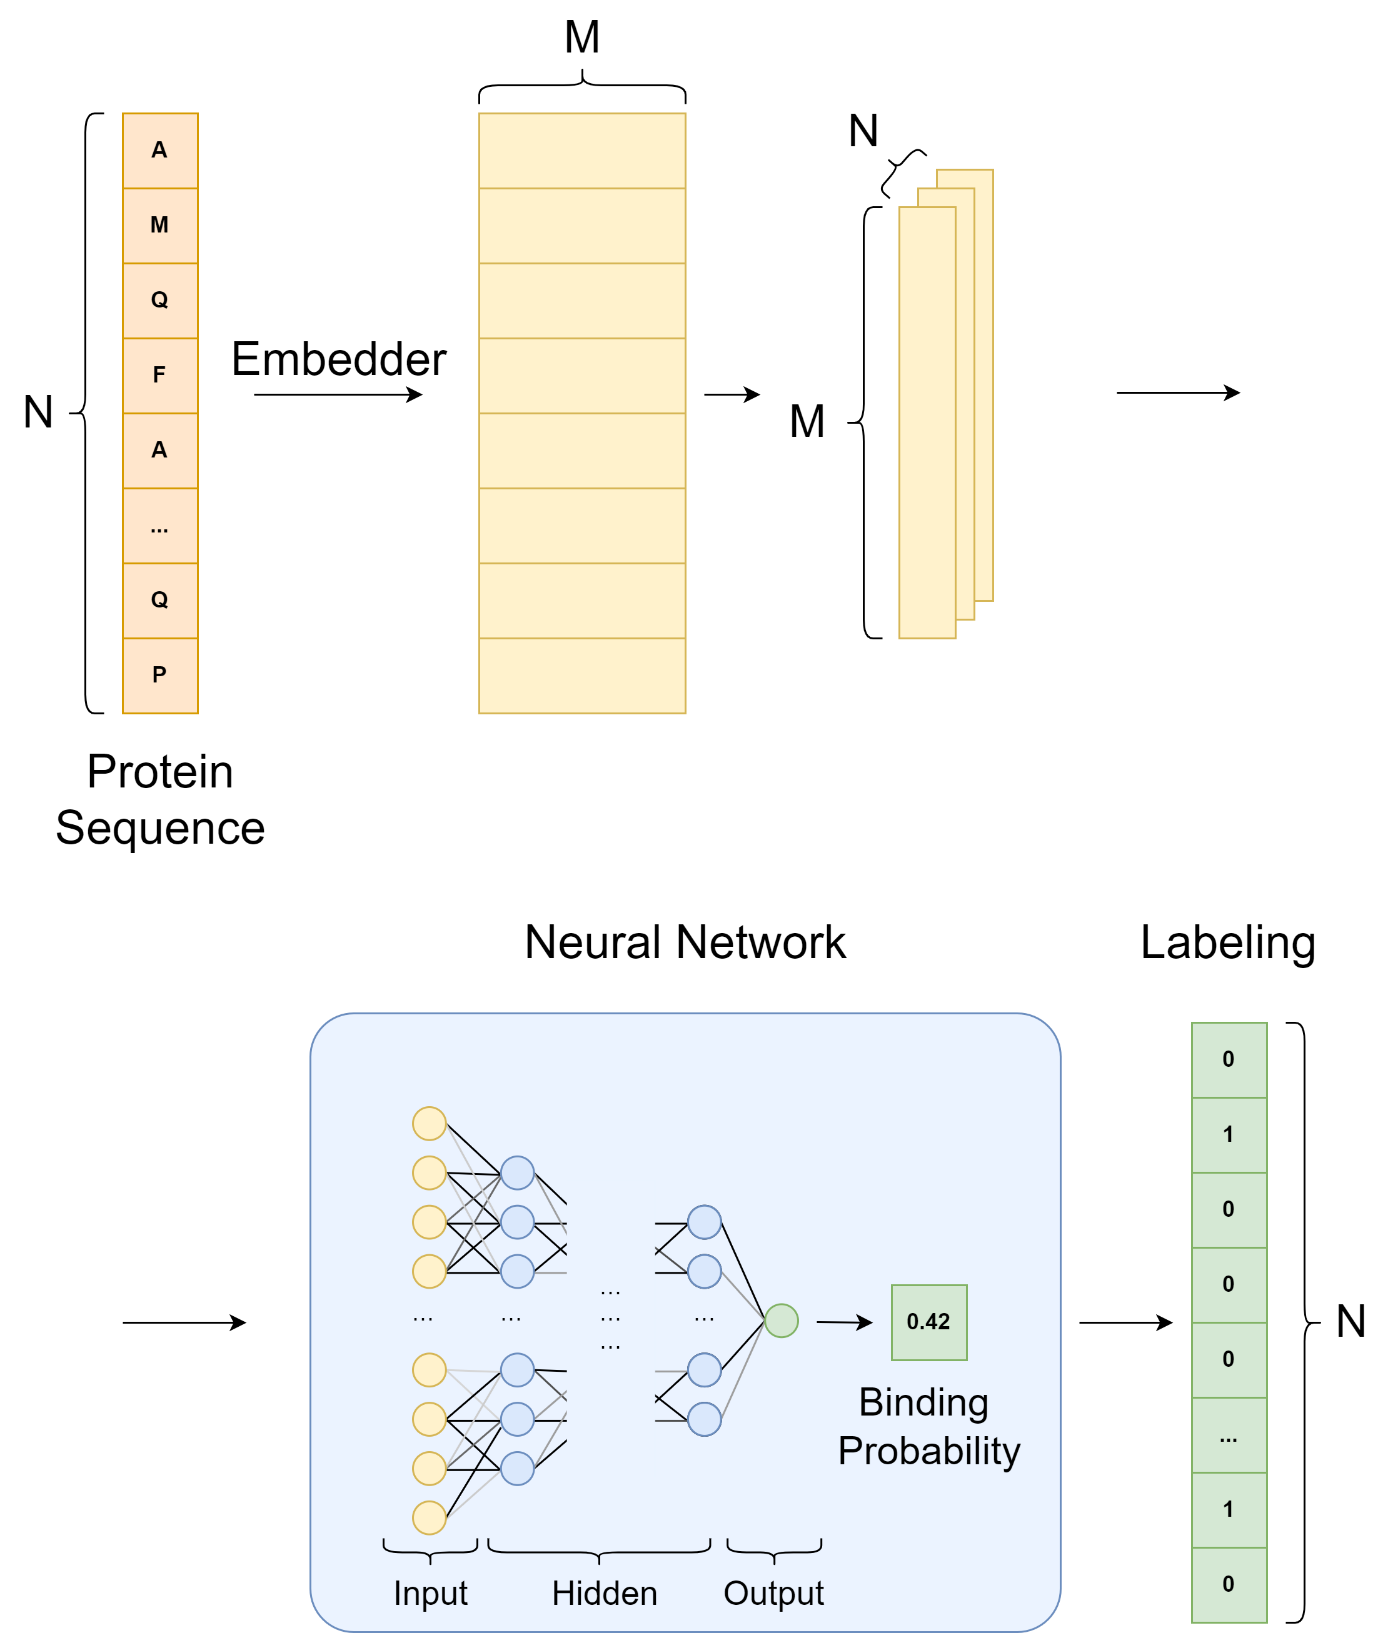 M
N
A
M
Q
F
A
...
Q
P
N
Embedder
M
Protein
Sequence
Neural Network
Labeling
...
...
...
...
...
...
0.42
Binding
Probability
Input
Hidden
Output
0
1
0
0
0
...
1
0
N